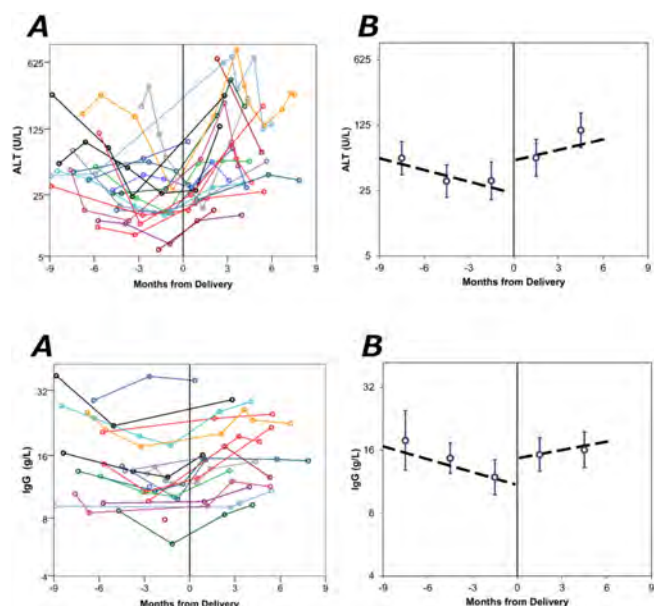 A
B
625
125
25
5
ALT (U/L)
-9 -6 -3 0 3 6 9
Months from Delivery
625
125
25
5
ALT (U/L)
-9 -6 -3 0 3 6 9
Months from Delivery
A
B
32
16
8
4
IgG (g/L)
-9 -6 -3 0 3 6 9
Months from Delivery
32
16
8
4
IgG (g/L)
-9 -6 -3 0 3 6 9
Months from Delivery